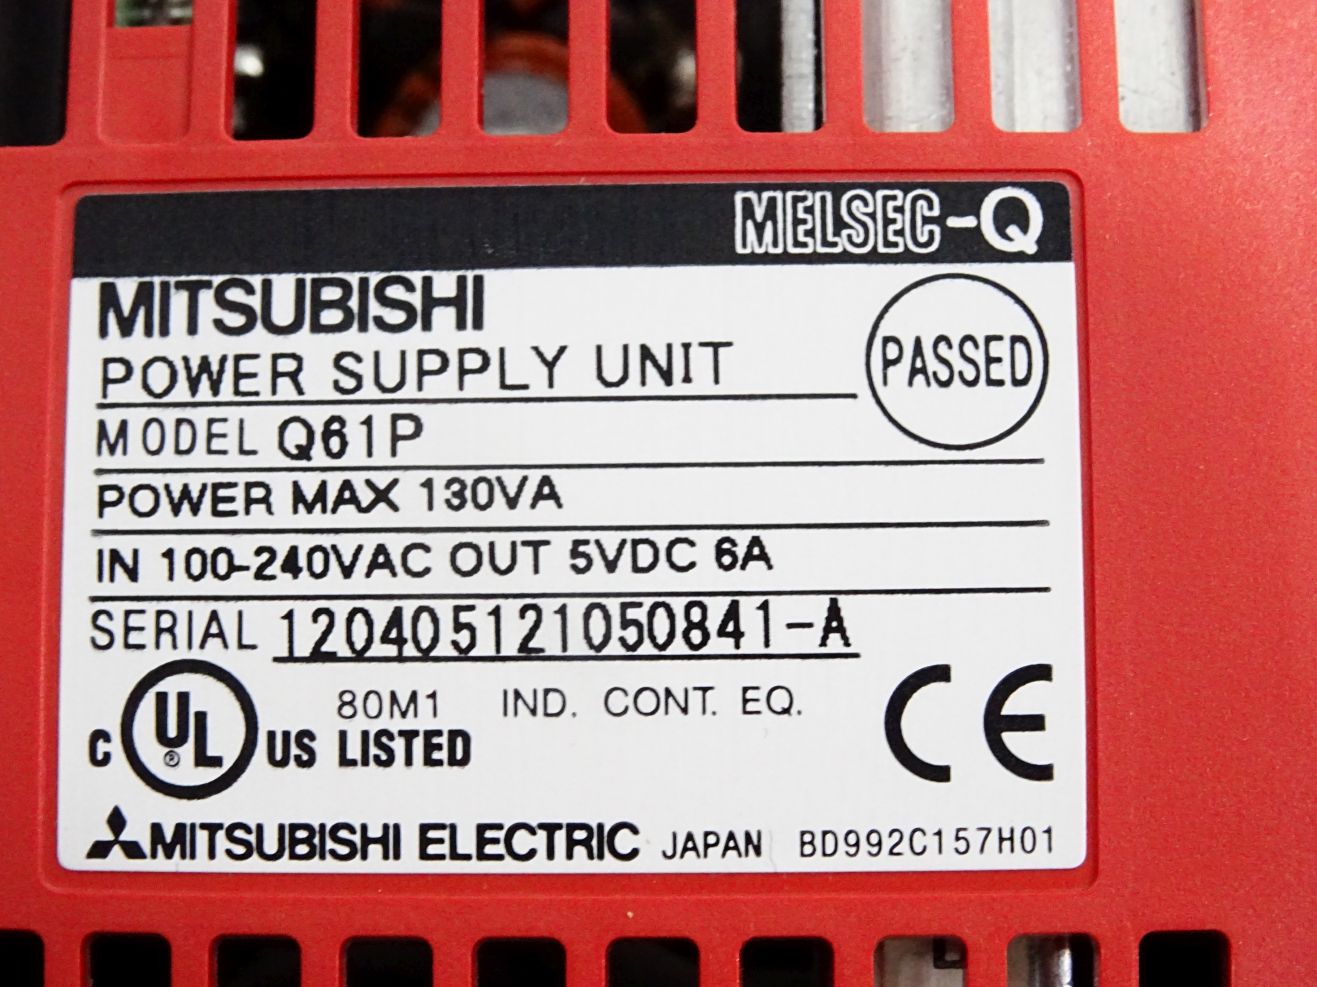 MELSEC-Q
MITSUBISHI
POWER SUPPLY UNIT
PASSED
MODEL Q61P
POWER MAX 130VA
IN 100-240VAC OUT 5VDC 6A
SERIAL 120405121050841-A
C UL® US LISTED
80M1 IND. CONT. EQ.
CE
MITSUBISHI ELECTRIC JAPAN BD992C157H01